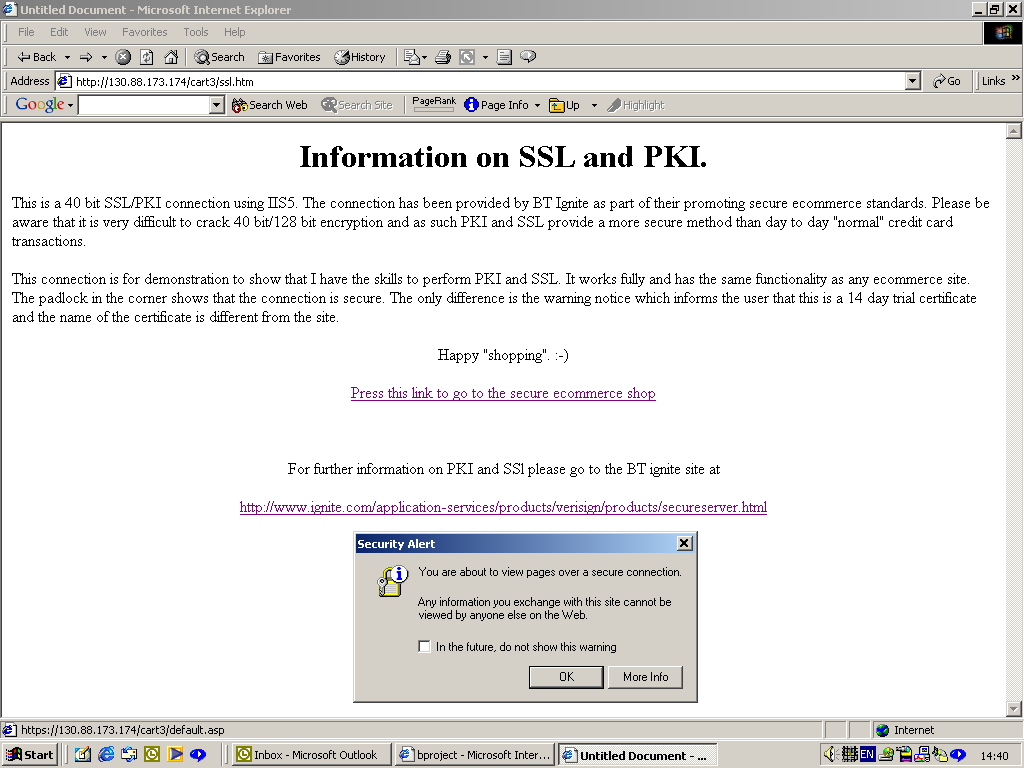 Untitled Document - Microsoft Internet Explorer
File Edit View Favorites Tools Help
Back Search Favorites History
Address http://130.88.173.174/cart3/ssl.htm Go Links »
Google Search Web Search Site PageRank Page Info Up Highlight
Information on SSL and PKI.
This is a 40 bit SSL/PKI connection using IIS5. The connection has been provided by BT Ignite as part of their promoting secure ecommerce standards. Please be
aware that it is very difficult to crack 40 bit/128 bit encryption and as such PKI and SSL provide a more secure method than day to day "normal" credit card
transactions.
This connection is for demonstration to show that I have the skills to perform PKI and SSL. It works fully and has the same functionality as any ecommerce site.
The padlock in the corner shows that the connection is secure. The only difference is the warning notice which informs the user that this is a 14 day trial certificate
and the name of the certificate is different from the site.
Happy "shopping". :-)
Press this link to go to the secure ecommerce shop
For further information on PKI and SSl please go to the BT ignite site at
http://www.ignite.com/application-services/products/verisign/products/secureserver.html
Security Alert
You are about to view pages over a secure connection.
Any information you exchange with this site cannot be
viewed by anyone else on the Web.
In the future, do not show this warning
OK More Info
https://130.88.173.174/cart3/default.asp Internet
Start Inbox - Microsoft Outlook bproject - Microsoft Inter... Untitled Document - ... EN 14:40